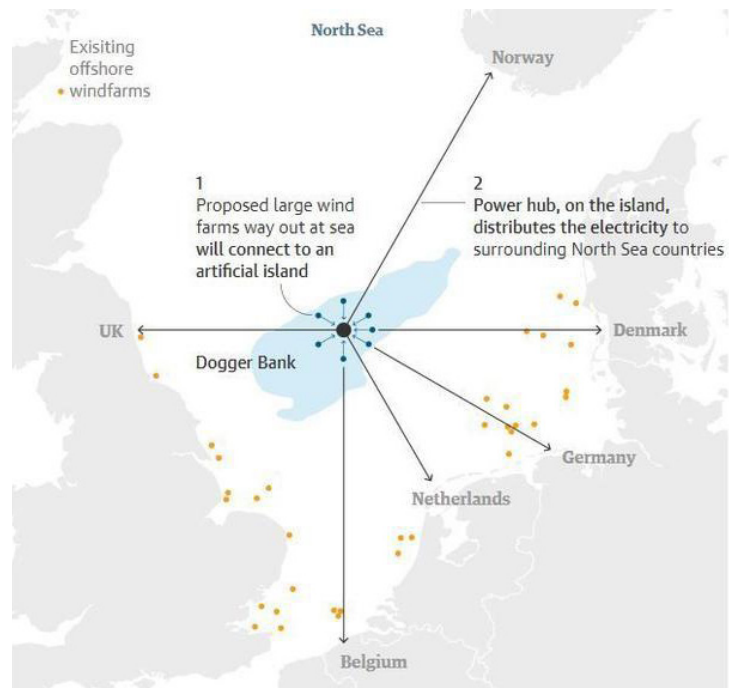 North Sea
Exisiting
offshore
windfarms
Norway
1
Proposed large wind
farms way out at sea
will connect to an
artificial island
2
Power hub, on the island,
distributes the electricity to
surrounding North Sea countries
UK
Denmark
Dogger Bank
Germany
Netherlands
Belgium